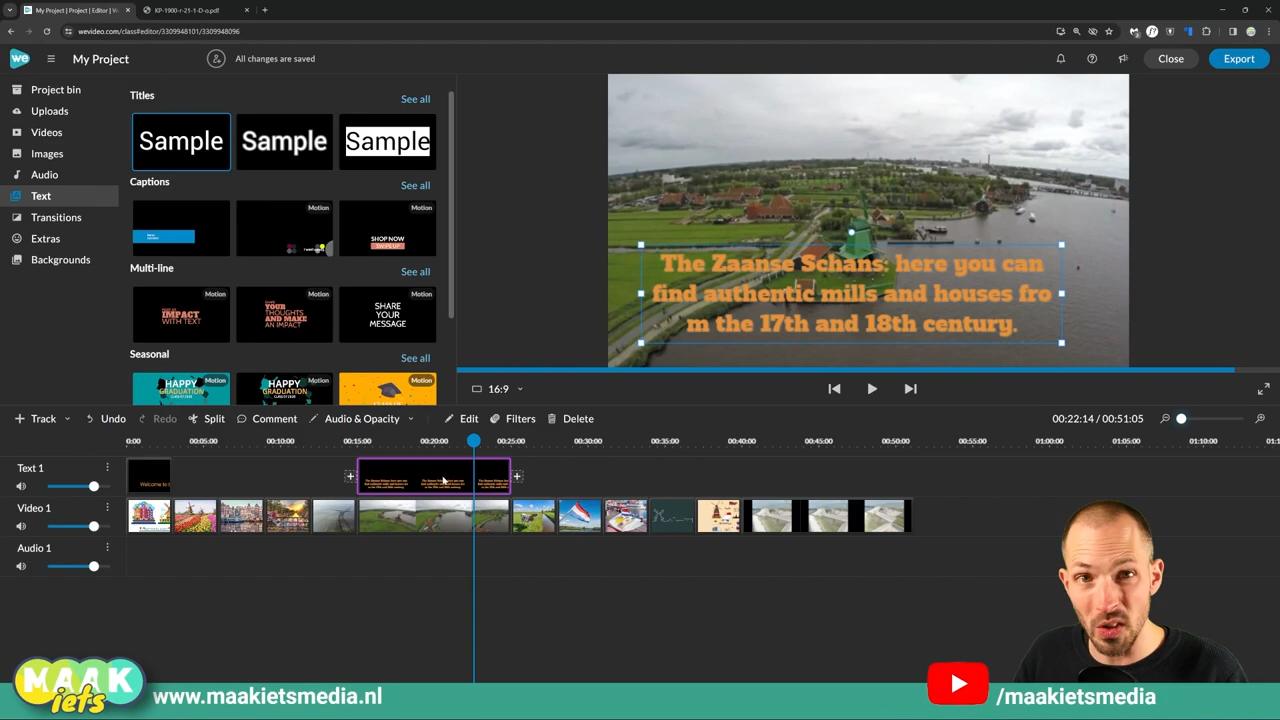 My Project | Project | Editor | V
KP-1900-r-21-1-D-o.pdf
wevideo.com/class#editor/3309948101/3309948096
we
My Project
All changes are saved
Close
Export
Project bin
Uploads
Videos
Images
Audio
Text
Transitions
Extras
Backgrounds
Titles
See all
Sample
Sample
Sample
Captions
See all
Motion
Motion
SHOW NOW
SWIPE UP
Multi-line
See all
Motion
Motion
Motion
IMPACT
WITH TEXT
YOUR
THOUGHTS
AND MAKE
AN IMPACT
SHARE
YOUR
MESSAGE
Seasonal
See all
Motion
Motion
Motion
HAPPY
GRADUATION
HAPPY
GRADUATION
The Zaanse Schans: here you can
find authentic mills and houses fro
m the 17th and 18th century.
16:9
Track
Undo
Redo
Split
Comment
Audio & Opacity
Edit
Filters
Delete
00:22:14 / 00:51:05
0:00
00:05:00
00:10:00
00:15:00
00:20:00
00:25:00
00:30:00
00:35:00
00:40:00
00:45:00
00:50:00
00:55:00
01:00:00
01:05:00
01:10:00
01:1
Text 1
Welcome to t
Video 1
Audio 1
MAAK
iets
www.maakietsmedia.nl
/maakietsmedia